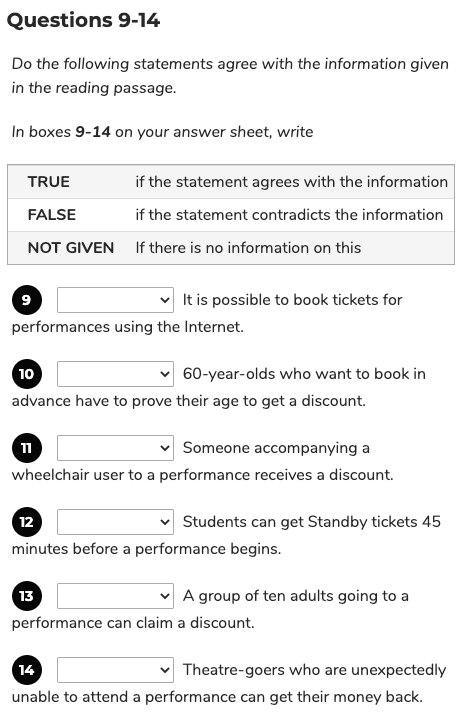 Questions 9-14
Do the following statements agree with the information given
in the reading passage.
In boxes 9-14 on your answer sheet, write
TRUE if the statement agrees with the information
FALSE if the statement contradicts the information
NOT GIVEN If there is no information on this
9 It is possible to book tickets for
performances using the Internet.
10 60-year-olds who want to book in
advance have to prove their age to get a discount.
11 Someone accompanying a
wheelchair user to a performance receives a discount.
12 Students can get Standby tickets 45
minutes before a performance begins.
13 A group of ten adults going to a
performance can claim a discount.
14 Theatre-goers who are unexpectedly
unable to attend a performance can get their money back.